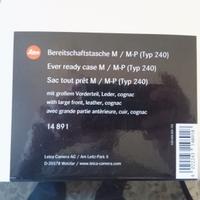 Leica
Bereitschaftstasche M / M-P (Typ 240)
Ever ready case M / M-P (Typ 240)
Sac tout prêt M / M-P (Typ 240)
mit großem Vorderteil, Leder, cognac
with large front, leather, cognac
avec grande partie antérieure, cuir, cognac
14 891
Leica Camera AG / Am Leitz-Park 5
D-35578 Wetzlar / www.leica-camera.com